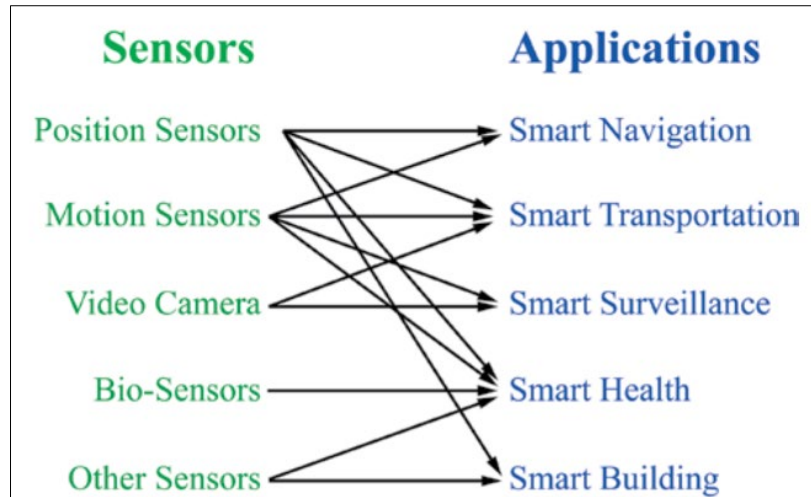 Sensors Applications
Position Sensors Smart Navigation
Motion Sensors Smart Transportation
Video Camera Smart Surveillance
Bio-Sensors Smart Health
Other Sensors Smart Building